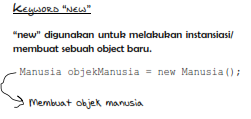 KEYWORD "NEW"
"new" digunakan untuk melakukan instansiasi/
membuat sebuah object baru.
Manusia objekManusia = new Manusia();
Membuat objek manusia